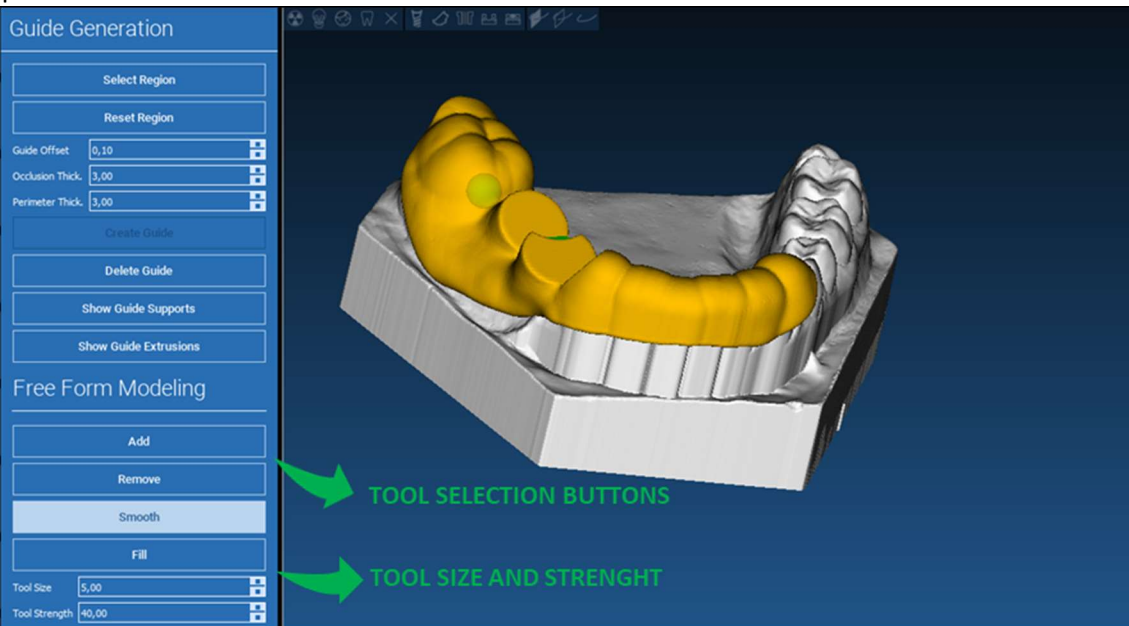 Guide Generation
Select Region
Reset Region
Guide Offset 0,10
Occlusion Thick. 3,00
Perimeter Thick. 3,00
Create Guide
Delete Guide
Show Guide Supports
Show Guide Extrusions
Free Form Modeling
Add
Remove
TOOL SELECTION BUTTONS
Smooth
Fill
TOOL SIZE AND STRENGHT
Tool Size 5,00
Tool Strength 40,00